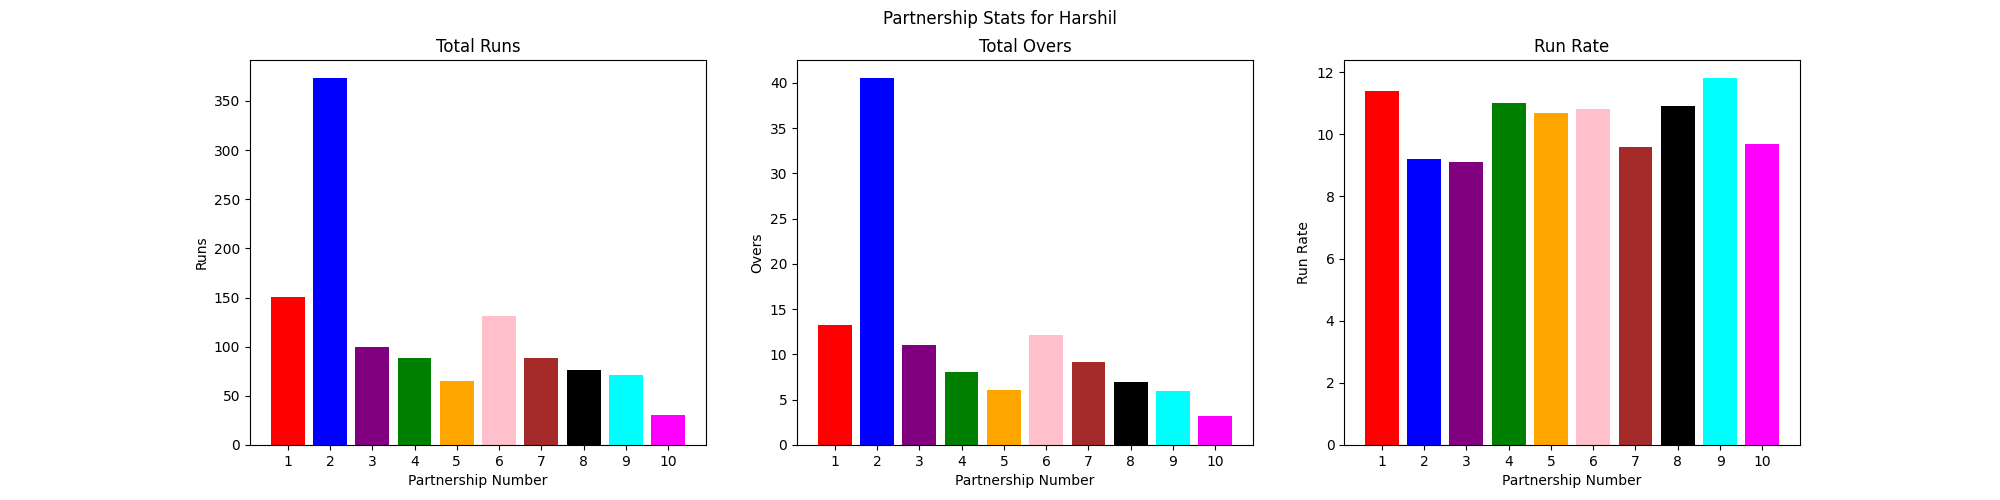 Partnership Stats for Harshil
Total Runs
Runs
350
300
250
200
150
100
50
0
1 2 3 4 5 6 7 8 9 10
Partnership Number
Total Overs
Overs
40
35
30
25
20
15
10
5
0
1 2 3 4 5 6 7 8 9 10
Partnership Number
Run Rate
Run Rate
12
10
8
6
4
2
0
1 2 3 4 5 6 7 8 9 10
Partnership Number